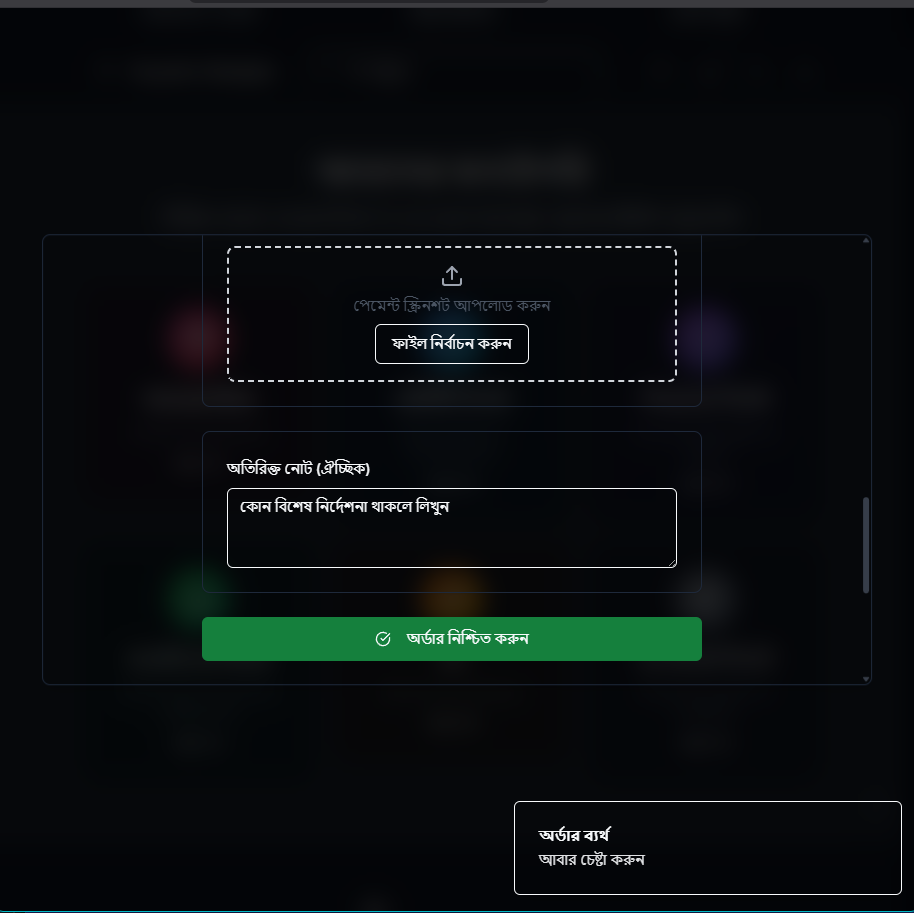 পেমেন্ট স্ক্রিনশট আপলোড করুন
ফাইল নির্বাচন করুন
অতিরিক্ত নোট (ঐচ্ছিক)
কোন বিশেষ নির্দেশনা থাকলে লিখুন
অর্ডার নিশ্চিত করুন
অর্ডার ব্যর্থ
আবার চেষ্টা করুন